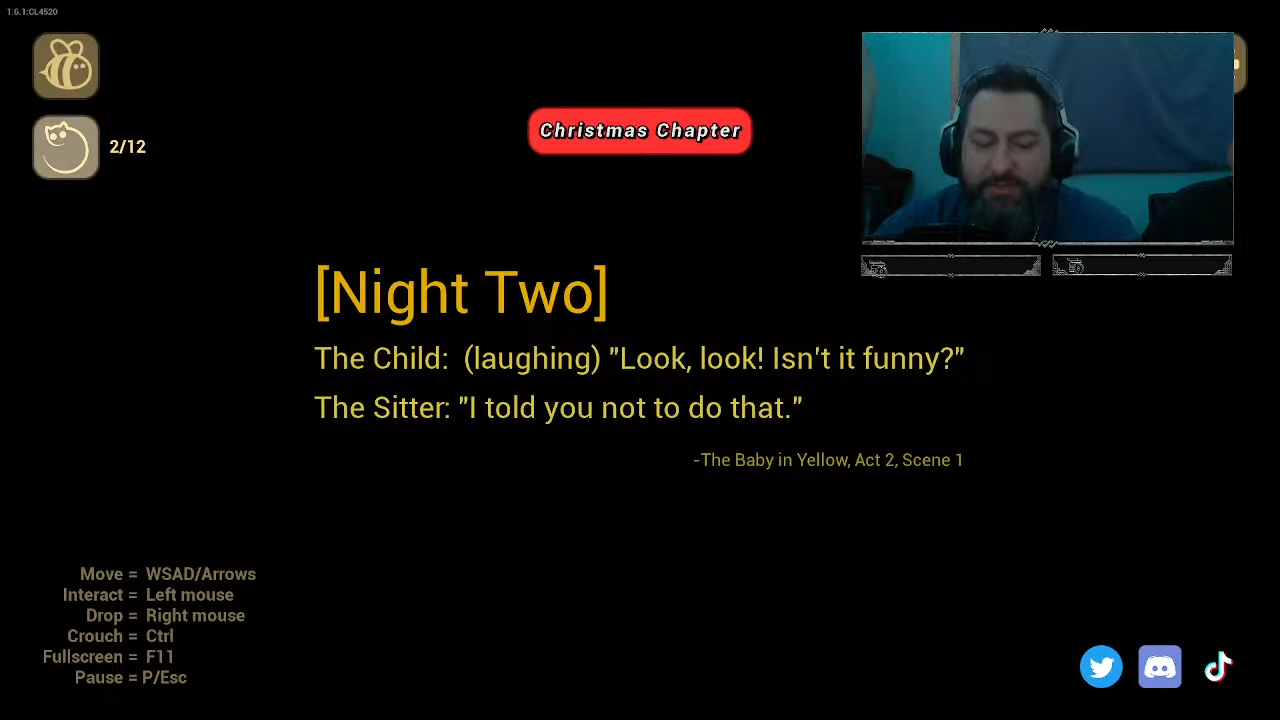 1.6.1:CL4520
2/12
Christmas Chapter
[Night Two]
The Child:  (laughing) "Look, look! Isn't it funny?"
The Sitter: "I told you not to do that."
-The Baby in Yellow, Act 2, Scene 1
Move = WSAD/Arrows
Interact = Left mouse
Drop = Right mouse
Crouch = Ctrl
Fullscreen = F11
Pause = P/Esc